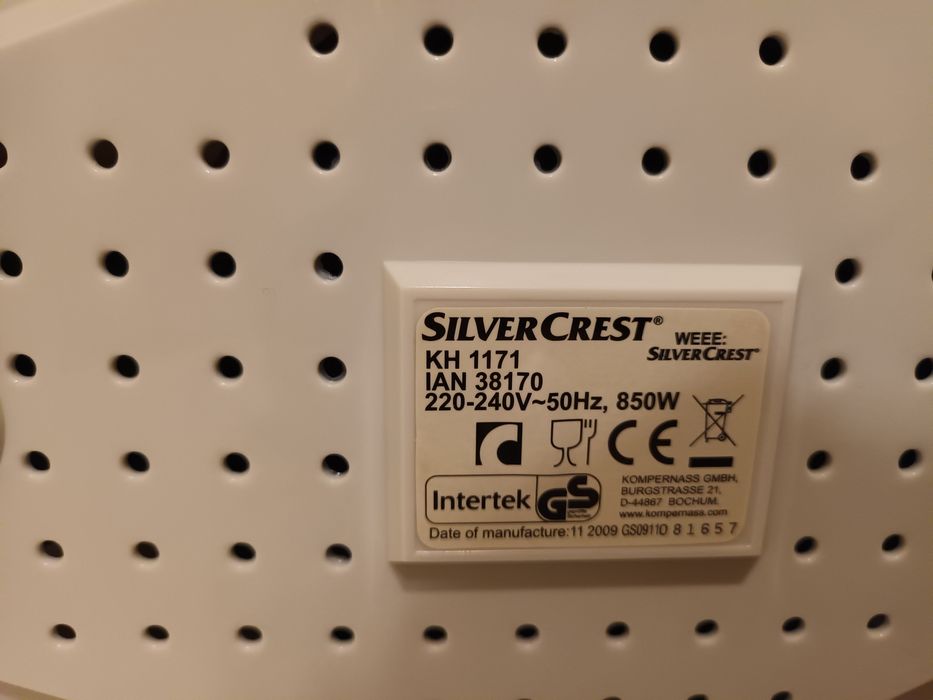 SILVERCREST®
WEEE:
SILVERCREST®
KH 1171
IAN 38170
220-240V~50Hz, 850W
CE
Intertek GS
KOMPERNASS GMBH,
BURGSTRASSE 21,
D-44867 BOCHUM.
www.kompernass.com
Date of manufacture:11 2009 GS09110 8 1 6 5 7